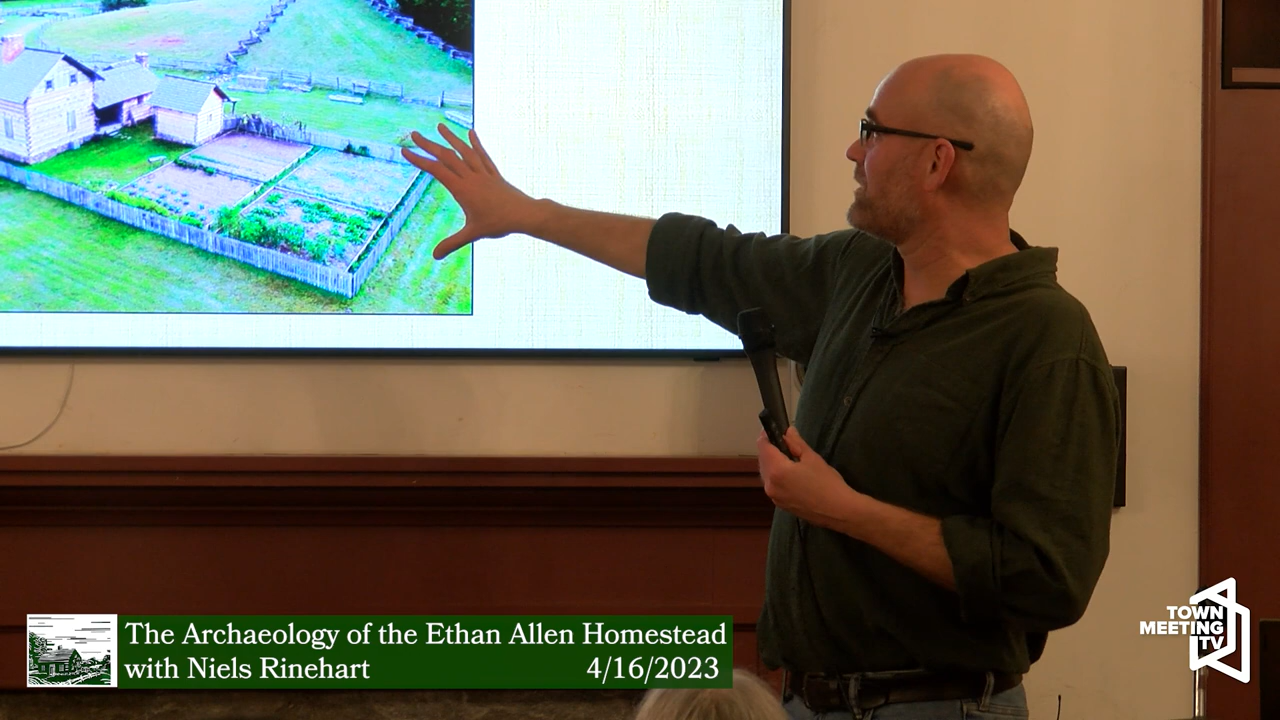 The Archaeology of the Ethan Allen Homestead
with Niels Rinehart 4/16/2023
TOWN
MEETING
TV